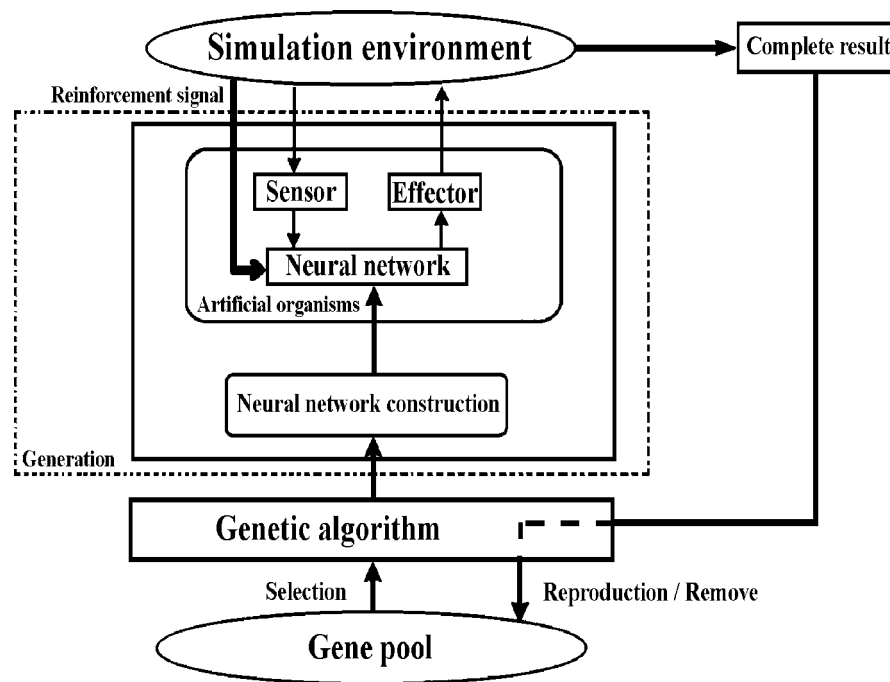 Simulation environment
Complete result
Reinforcement signal
Sensor
Effector
Neural network
Artificial organisms
Neural network construction
Generation
Genetic algorithm
Selection
Reproduction / Remove
Gene pool